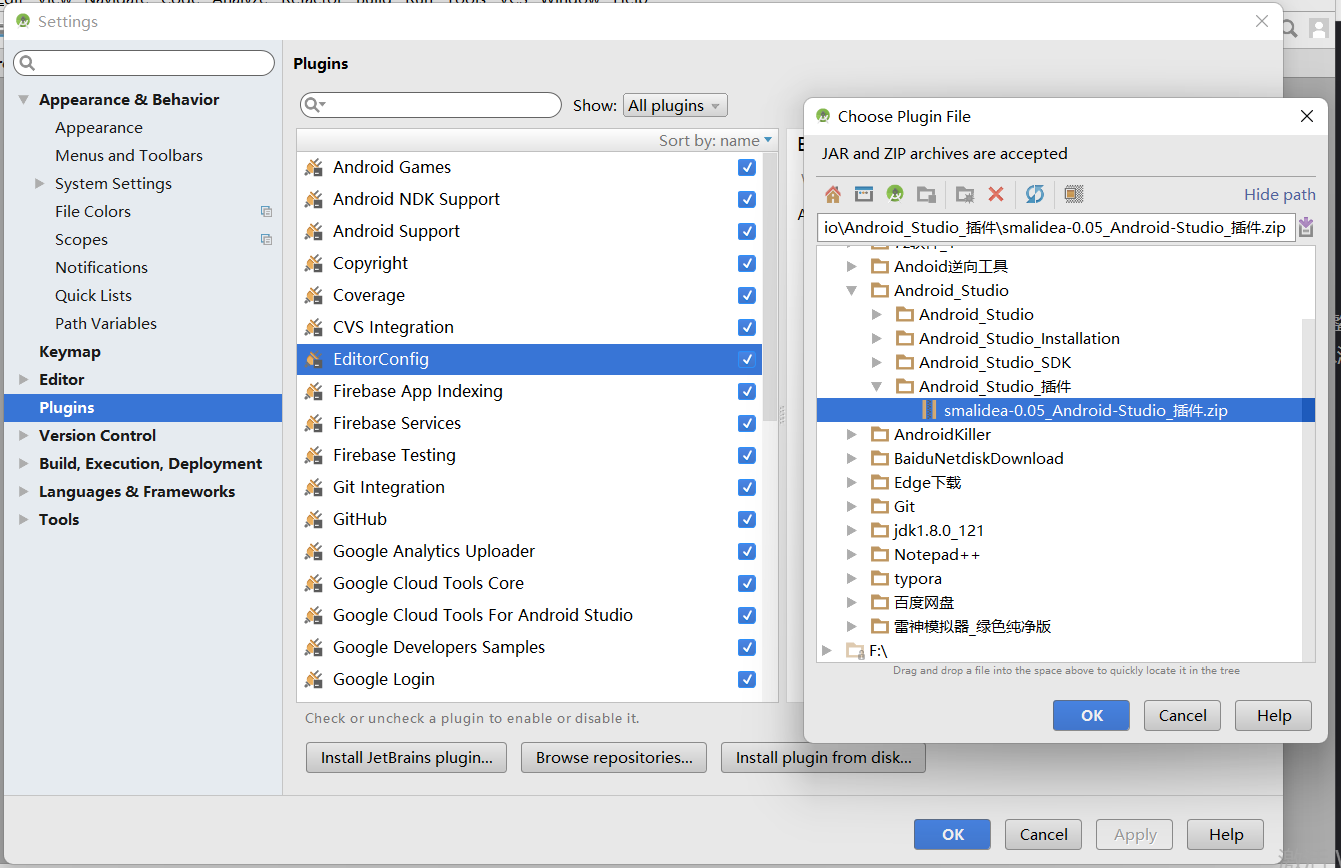 View Navigate Code Analyze Refactor Build Run Tools VCS Window Help
Settings
Appearance & Behavior
Appearance
Menus and Toolbars
System Settings
File Colors
Scopes
Notifications
Quick Lists
Path Variables
Keymap
Editor
Plugins
Version Control
Build, Execution, Deployment
Languages & Frameworks
Tools
Plugins
Show: All plugins
Sort by: name
Android Games
Android NDK Support
Android Support
Copyright
Coverage
CVS Integration
EditorConfig
Firebase App Indexing
Firebase Services
Firebase Testing
Git Integration
GitHub
Google Analytics Uploader
Google Cloud Tools Core
Google Cloud Tools For Android Studio
Google Developers Samples
Google Login
Check or uncheck a plugin to enable or disable it.
Install JetBrains plugin... Browse repositories... Install plugin from disk...
OK Cancel Apply Help
Choose Plugin File
JAR and ZIP archives are accepted
Hide path
io\Android_Studio_插件\smalidea-0.05_Android-Studio_插件.zip
Andoid逆向工具
Android_Studio
Android_Studio
Android_Studio_Installation
Android_Studio_SDK
Android_Studio_插件
smalidea-0.05_Android-Studio_插件.zip
AndroidKiller
BaiduNetdiskDownload
Edge下载
Git
jdk1.8.0_121
Notepad++
typora
百度网盘
雷神模拟器_绿色纯净版
F:\
Drag and drop a file into the space above to quickly locate it in the tree
OK Cancel Help